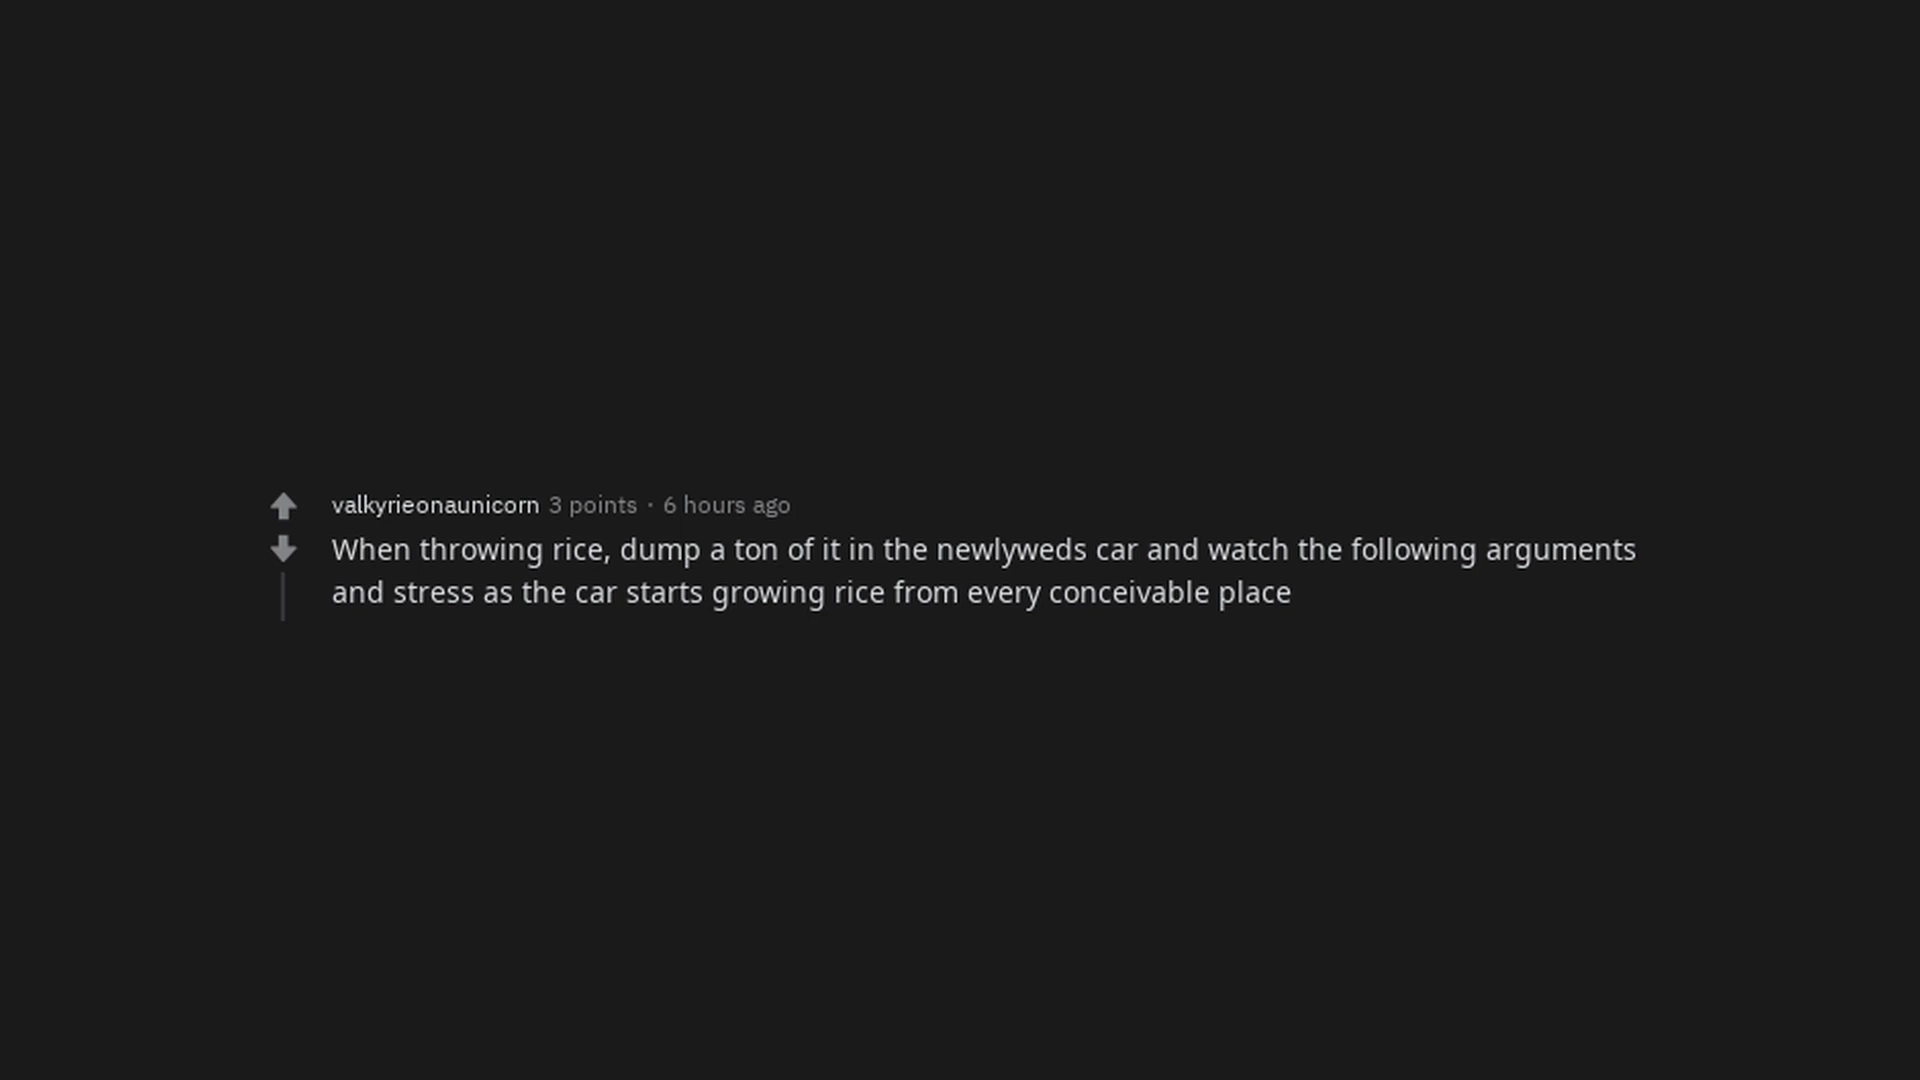 valkyrieonaunicorn 3 points · 6 hours ago
When throwing rice, dump a ton of it in the newlyweds car and watch the following arguments
and stress as the car starts growing rice from every conceivable place